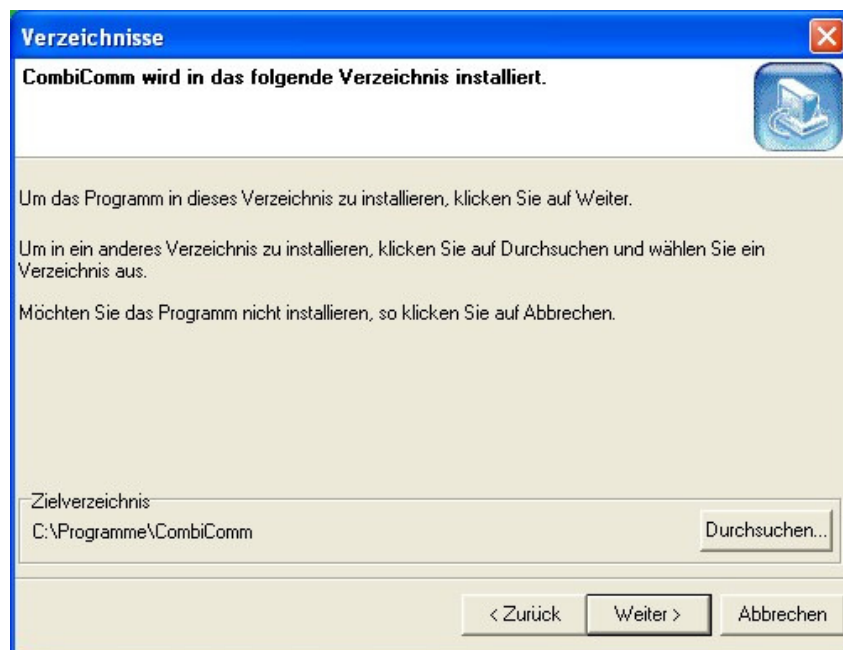 Verzeichnisse
CombiComm wird in das folgende Verzeichnis installiert.
Um das Programm in dieses Verzeichnis zu installieren, klicken Sie auf Weiter.
Um in ein anderes Verzeichnis zu installieren, klicken Sie auf Durchsuchen und wählen Sie ein
Verzeichnis aus.
Möchten Sie das Programm nicht installieren, so klicken Sie auf Abbrechen.
Zielverzeichnis
C:\Programme\CombiComm
Durchsuchen...
< Zurück
Weiter >
Abbrechen